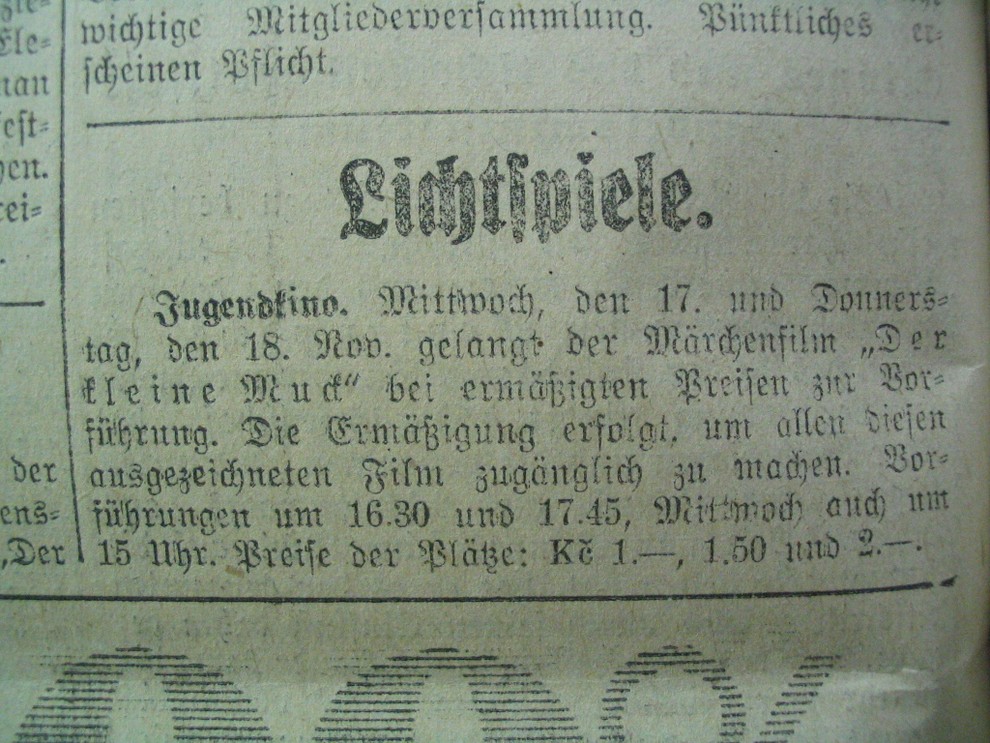 wichtige Mitgliederversammlung. Pünktliches er-
scheinen Pflicht.
Lichtspiele.
Jugendkino. Mittwoch, den 17. und Donners-
tag, den 18. Nov. gelangt der Märchenfilm „Der
kleine Muck“ bei ermäßigten Preisen zur Vor-
führung. Die Ermäßigung erfolgt, um allen diesen
ausgezeichneten Film zugänglich zu machen. Vor-
führungen um 16.30 und 17.45, Mittwoch auch um
15 Uhr. Preise der Plätze: Kč 1.—, 1.50 und 2.—.
der
ens-
„Der